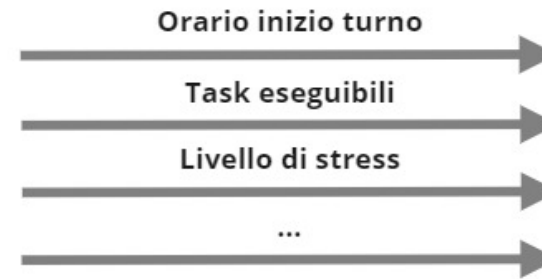 Orario inizio turno
Task eseguibili
Livello di stress
...